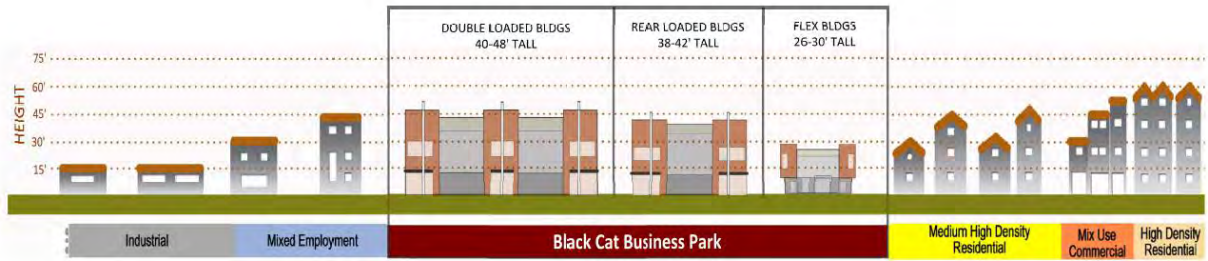 DOUBLE LOADED BLDGS
40-48' TALL
REAR LOADED BLDGS
38-42' TALL
FLEX BLDGS
26-30' TALL
HEIGHT
75'
60'
45'
30'
15'
Industrial
Mixed Employment
Black Cat Business Park
Medium High Density
Residential
Mix Use
Commercial
High Density
Residential